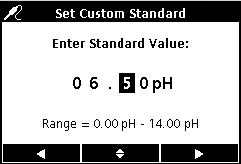 Set Custom Standard
Enter Standard Value:
0 6 . 5 0 pH
Range = 0.00 pH - 14.00 pH